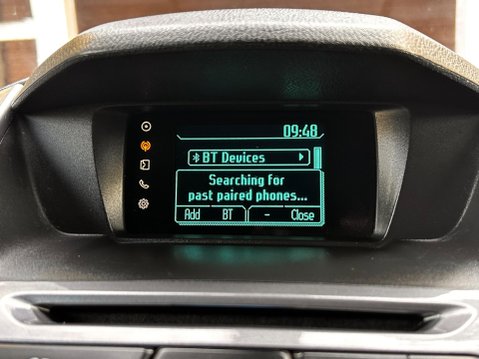 09:48
BT Devices
Searching for
past paired phones...
Add BT - Close